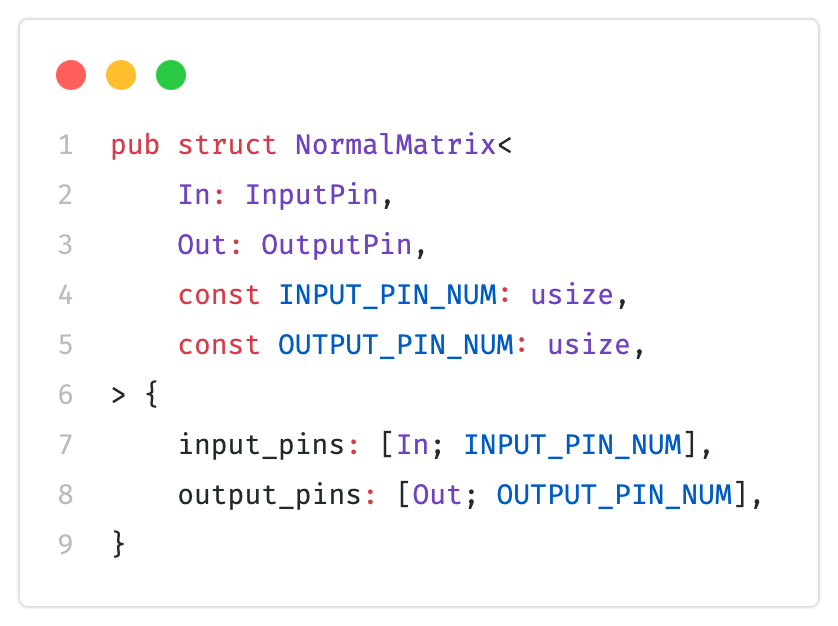 1 pub struct NormalMatrix<
2     In: InputPin,
3     Out: OutputPin,
4     const INPUT_PIN_NUM: usize,
5     const OUTPUT_PIN_NUM: usize,
6 > {
7     input_pins: [In; INPUT_PIN_NUM],
8     output_pins: [Out; OUTPUT_PIN_NUM],
9 }